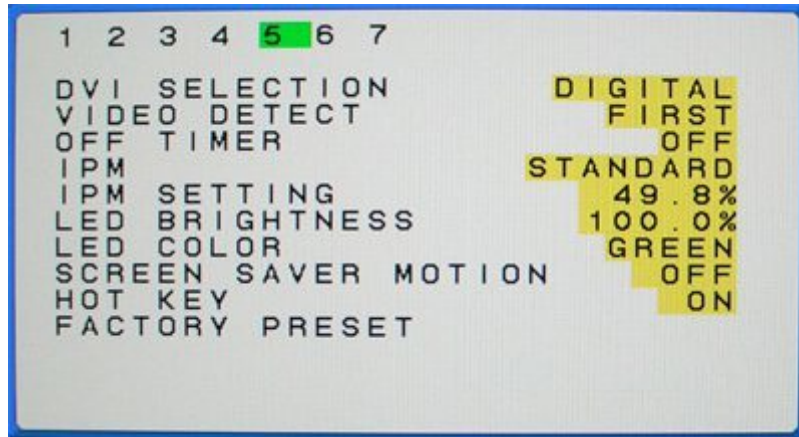 1 2 3 4 5 6 7
DVI SELECTION DIGITAL
VIDEO DETECT FIRST
OFF TIMER OFF
IPM STANDARD
IPM SETTING 49.8%
LED BRIGHTNESS 100.0%
LED COLOR GREEN
SCREEN SAVER MOTION OFF
HOT KEY ON
FACTORY PRESET